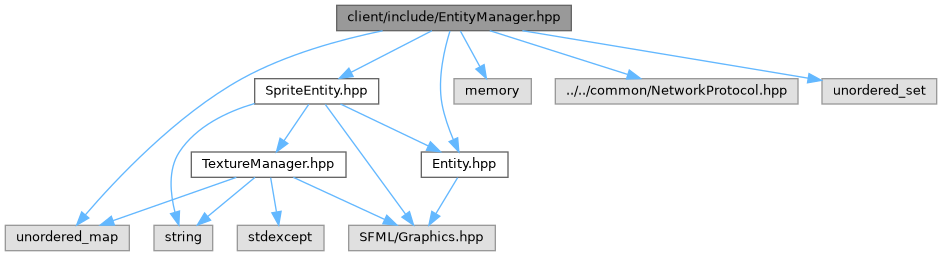 client/include/EntityManager.hpp
SpriteEntity.hpp
memory
../../common/NetworkProtocol.hpp
unordered_set
TextureManager.hpp
Entity.hpp
unordered_map
string
stdexcept
SFML/Graphics.hpp